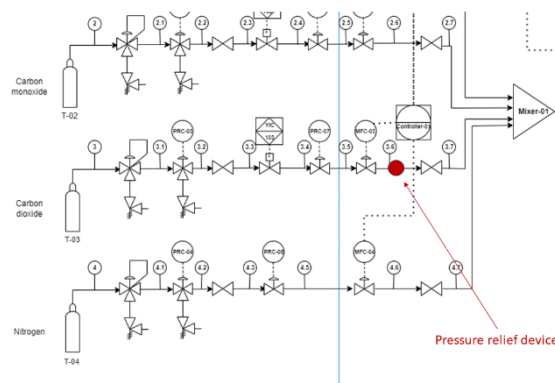 2
2.1
2.2
2.3
2.4
2.5
2.6
2.7
Carbon
monoxide
T-02
Mixer-01
3
3.1
PRC-03
3.2
3.3
YIC
103
3.4
PRC-07
3.5
MFC-03
3.6
Controller-01
3.7
Carbon
dioxide
T-03
4
4.1
PRC-04
4.2
4.3
PRC-08
4.5
MFC-04
4.6
4.7
Nitrogen
T-04
Pressure relief device